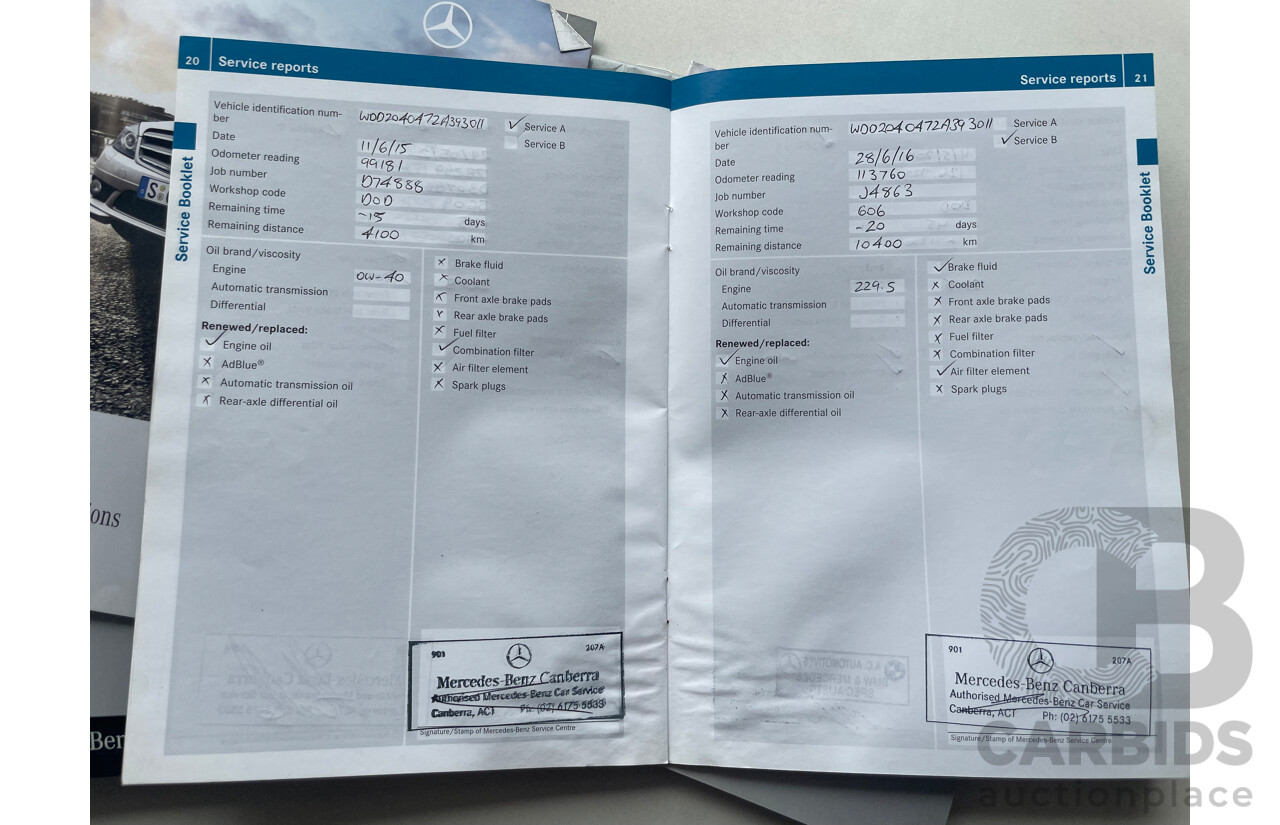 20 Service reports
Vehicle identification num-
ber WDD2040472A393011
✓ Service A
Service B
Date 11/6/15
Odometer reading 99181
Job number D74888
Workshop code DOD
Remaining time -15 days
Remaining distance 4100 km
Oil brand/viscosity
Engine 0W-40
Automatic transmission
Differential
Renewed/replaced:
✓ Engine oil
x AdBlue®
x Automatic transmission oil
x Rear-axle differential oil
x Brake fluid
x Coolant
x Front axle brake pads
x Rear axle brake pads
x Fuel filter
✓ Combination filter
x Air filter element
x Spark plugs
901 207A
Mercedes-Benz Canberra
Authorised Mercedes-Benz Car Service
Canberra, ACT Ph: (02) 6175 5533
Signature/Stamp of Mercedes-Benz Service Centre
Service Booklet
Service reports 21
Vehicle identification num-
ber WDD2040472A393011
Service A
✓ Service B
Date 28/6/16
Odometer reading 113760
Job number J4863
Workshop code 606
Remaining time -20 days
Remaining distance 10400 km
Oil brand/viscosity
Engine 229.5
Automatic transmission
Differential
Renewed/replaced:
✓ Engine oil
x AdBlue®
x Automatic transmission oil
x Rear-axle differential oil
✓ Brake fluid
x Coolant
x Front axle brake pads
x Rear axle brake pads
x Fuel filter
x Combination filter
✓ Air filter element
x Spark plugs
901 207A
Mercedes-Benz Canberra
Authorised Mercedes-Benz Car Service
Canberra, ACT Ph: (02) 6175 5533
Signature/Stamp of Mercedes-Benz Service Centre
Service Booklet
ons
Ber
CARBIDS
auctionplace